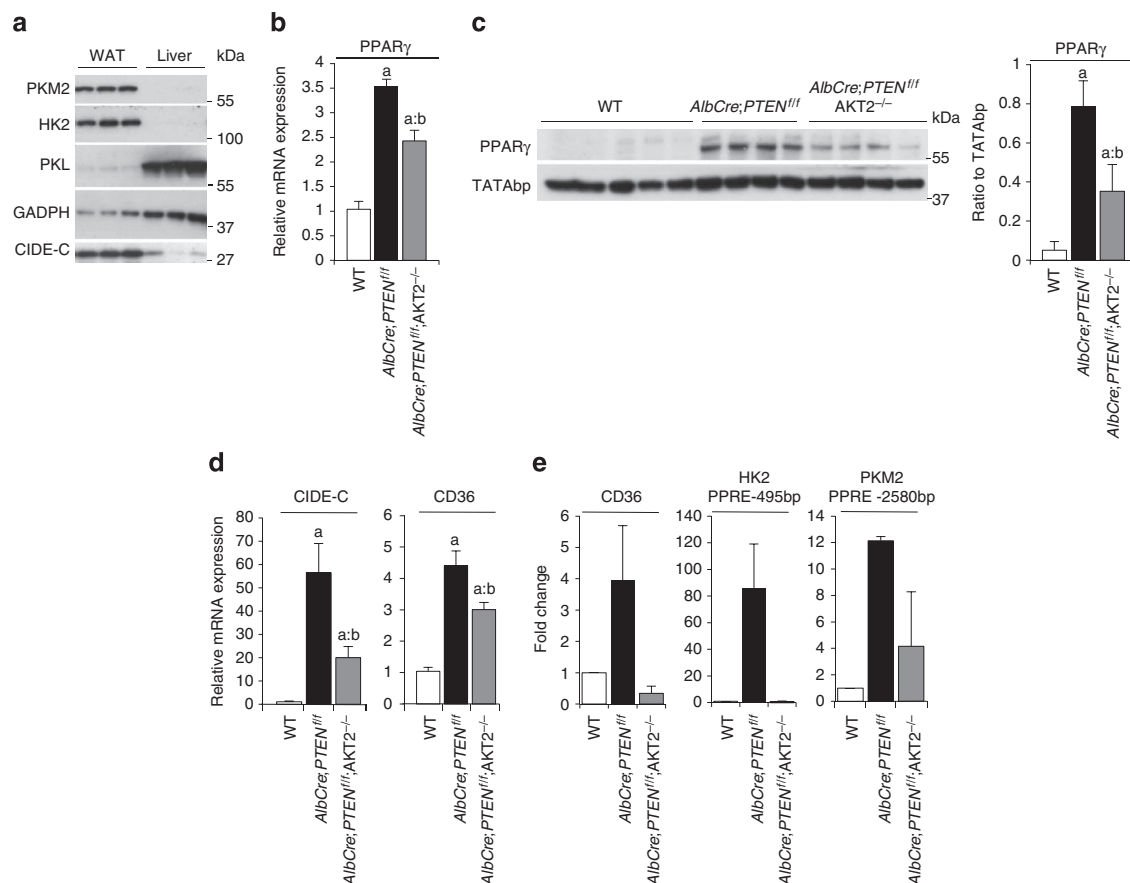 a
WAT Liver kDa
PKM2
55
HK2
100
PKL
55
GADPH
37
CIDE-C
27
b
PPARγ
Relative mRNA expression
4
3.5
3
2.5
2
1.5
1
0.5
0
a
a:b
WT
AlbCre;PTENf/f
AlbCre;PTENf/f;AKT2–/–
c
WT
AlbCre;PTENf/f
AlbCre;PTENf/f
AKT2–/–
kDa
PPARγ
55
TATAbp
37
PPARγ
Ratio to TATAbp
1
0.8
0.6
0.4
0.2
0
a
a:b
WT
AlbCre;PTENf/f
AlbCre;PTENf/f;AKT2–/–
d
CIDE-C
Relative mRNA expression
80
70
60
50
40
30
20
10
0
a
a:b
WT
AlbCre;PTENf/f
AlbCre;PTENf/f;AKT2–/–
CD36
6
5
4
3
2
1
0
a
a:b
WT
AlbCre;PTENf/f
AlbCre;PTENf/f;AKT2–/–
e
CD36
Fold change
6
5
4
3
2
1
0
WT
AlbCre;PTENf/f
AlbCre;PTENf/f;AKT2–/–
HK2
PPRE-495bp
140
120
100
80
60
40
20
0
WT
AlbCre;PTENf/f
AlbCre;PTENf/f;AKT2–/–
PKM2
PPRE -2580bp
14
12
10
8
6
4
2
0
WT
AlbCre;PTENf/f
AlbCre;PTENf/f;AKT2–/–